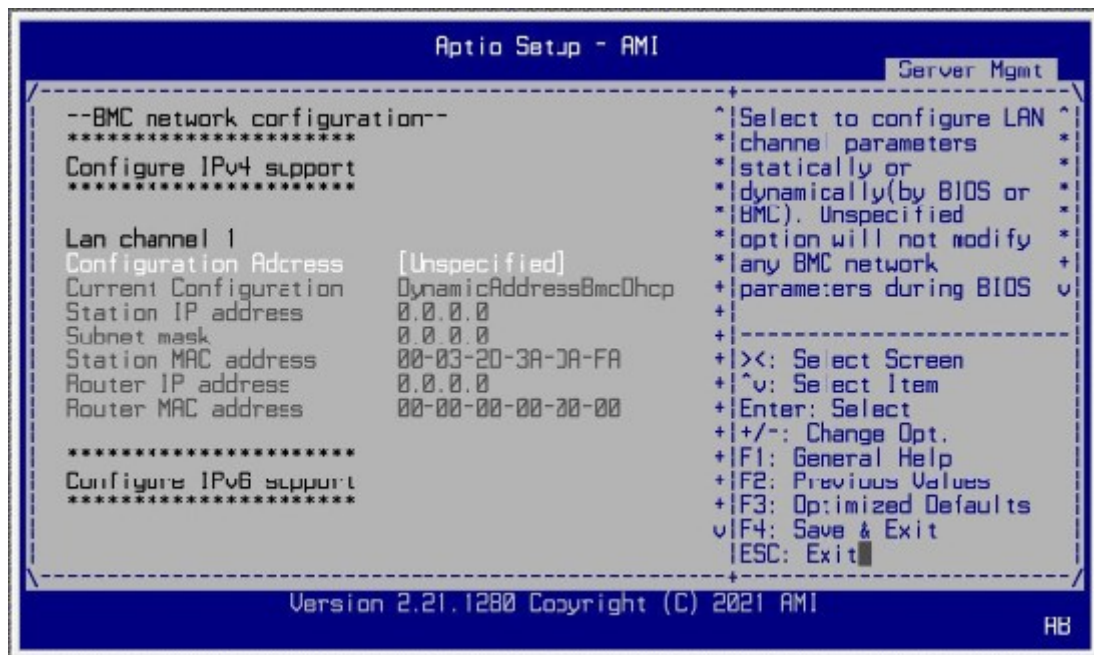 Aptio Setup - AMI
Server Mgmt
--BMC network configuration--
**********************
Configure IPv4 support
**********************
Lan channel 1
Configuration Address [Unspecified]
Current Configuration DynamicAddressBmcDhcp
Station IP address 0.0.0.0
Subnet mask 0.0.0.0
Station MAC address 00-03-2D-3A-DA-FA
Router IP address 0.0.0.0
Router MAC address 00-00-00-00-00-00
**********************
Configure IPv6 support
**********************
Select to configure LAN
channel parameters
statically or
dynamically(by BIOS or
BMC). Unspecified
option will not modify
any BMC network
parameters during BIOS
><: Select Screen
^v: Select Item
Enter: Select
+/-: Change Opt.
F1: General Help
F2: Previous Values
F3: Optimized Defaults
F4: Save & Exit
ESC: Exit
Version 2.21.1280 Copyright (C) 2021 AMI
AB